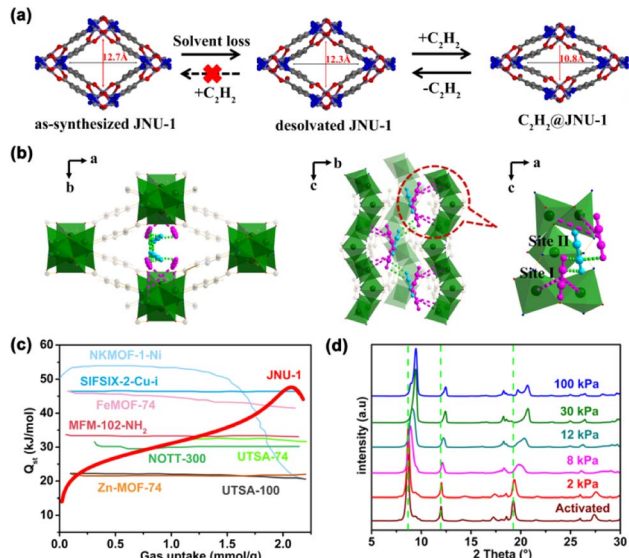 (a)
Solvent loss
+C₂H₂
+C₂H₂
-C₂H₂
12.7Å
12.3Å
10.8Å
as-synthesized JNU-1
desolvated JNU-1
C₂H₂@JNU-1
(b)
a
b
b
c
a
c
Site II
Site I
(c)
NKMOF-1-Ni
JNU-1
SIFSIX-2-Cu-i
FeMOF-74
MFM-102-NH₂
NOTT-300
UTSA-74
Zn-MOF-74
UTSA-100
60
50
40
30
20
10
0
Qst (kJ/mol)
0.0 0.5 1.0 1.5 2.0
Gas uptake (mmol/g)
(d)
100 kPa
30 kPa
12 kPa
8 kPa
2 kPa
Activated
intensity (a.u)
5 10 15 20 25 30
2 Theta (°)